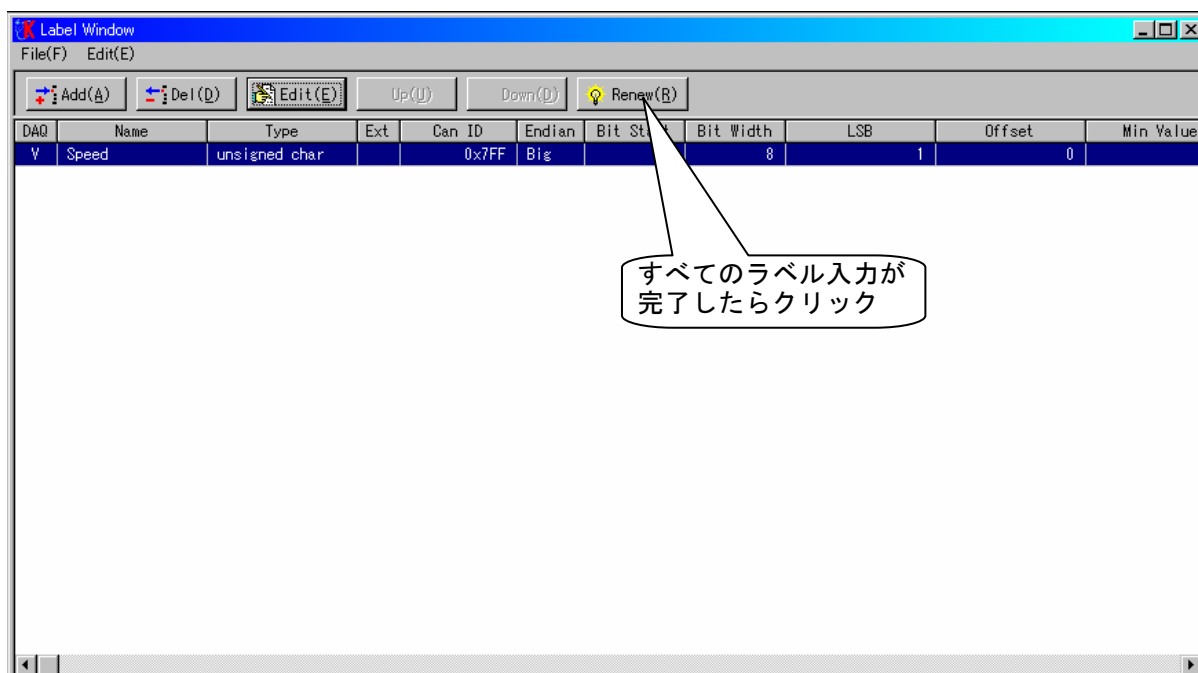 Label Window
File(F) Edit(E)
Add(A) Del(D) Edit(E) Up(U) Down(D) Renew(R)
DAQ Name Type Ext Can ID Endian Bit Start Bit Width LSB Offset Min Value
V Speed unsigned char 0x7FF Big 8 1 0
すべてのラベル入力が
完了したらクリック